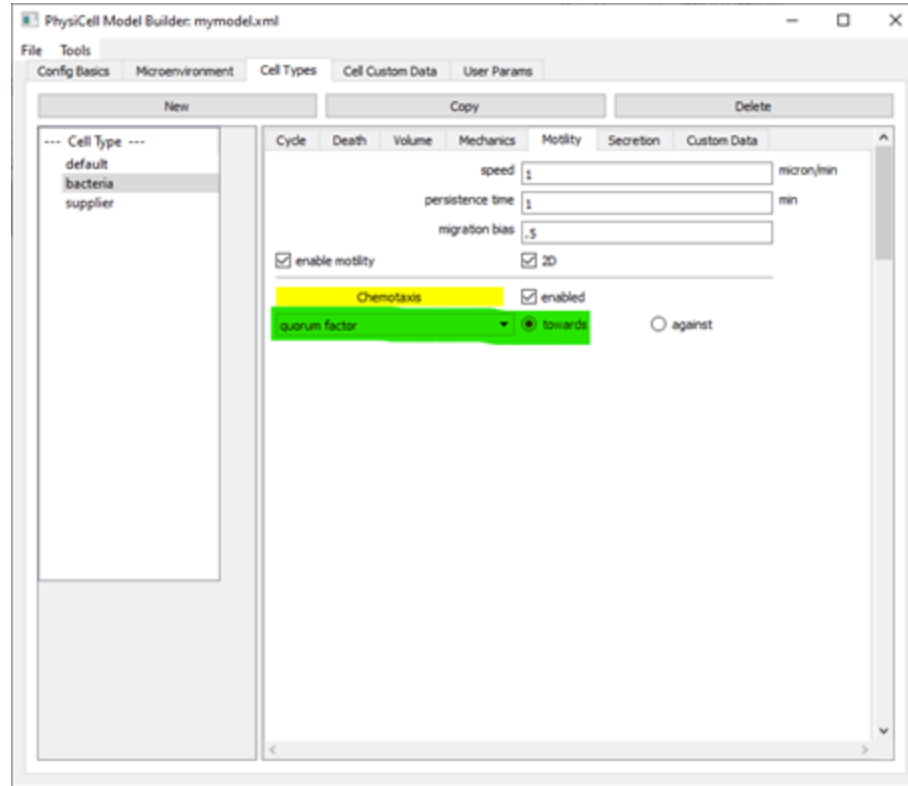 PhysiCell Model Builder: mymodel.xml
File Tools
Config Basics Microenvironment Cell Types Cell Custom Data User Params
New Copy Delete
--- Cell Type ---
default
bacteria
supplier
Cycle Death Volume Mechanics Motility Secretion Custom Data
speed 1 micron/min
persistence time 1 min
migration bias .5
enable motility 2D
Chemotaxis enabled
quorum factor towards against